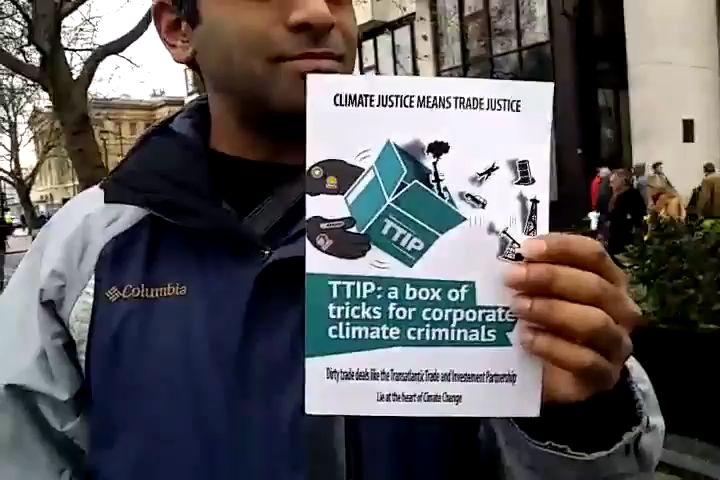 CLIMATE JUSTICE MEANS TRADE JUSTICE
TTIP
TTIP: a box of
tricks for corporate
climate criminals
Dirty trade deals like the Transatlantic Trade and Investement Partnership
Lie at the heart of Climate Change
Columbia